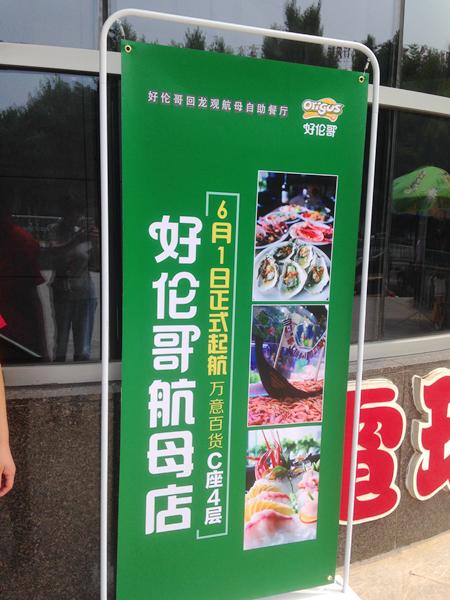 好伦哥回龙观航母自助餐厅
Origus
好伦哥
6月1日正式起航
万意百货C座4层
好伦哥航母店